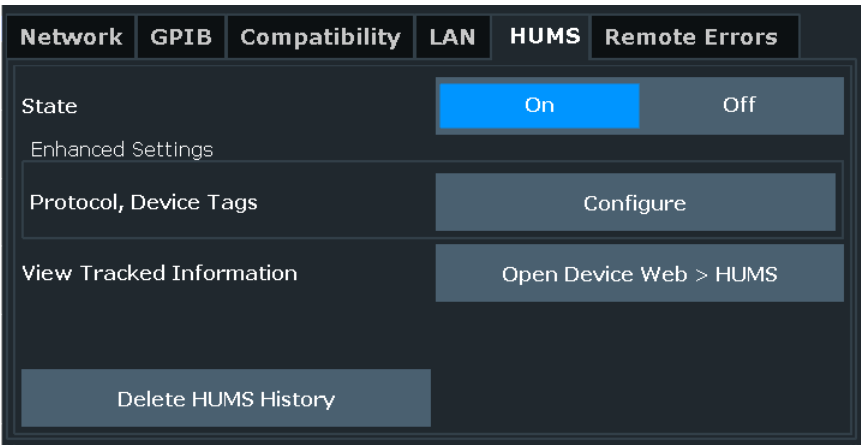 Network GPIB Compatibility LAN HUMS Remote Errors
State On Off
Enhanced Settings
Protocol, Device Tags Configure
View Tracked Information Open Device Web > HUMS
Delete HUMS History